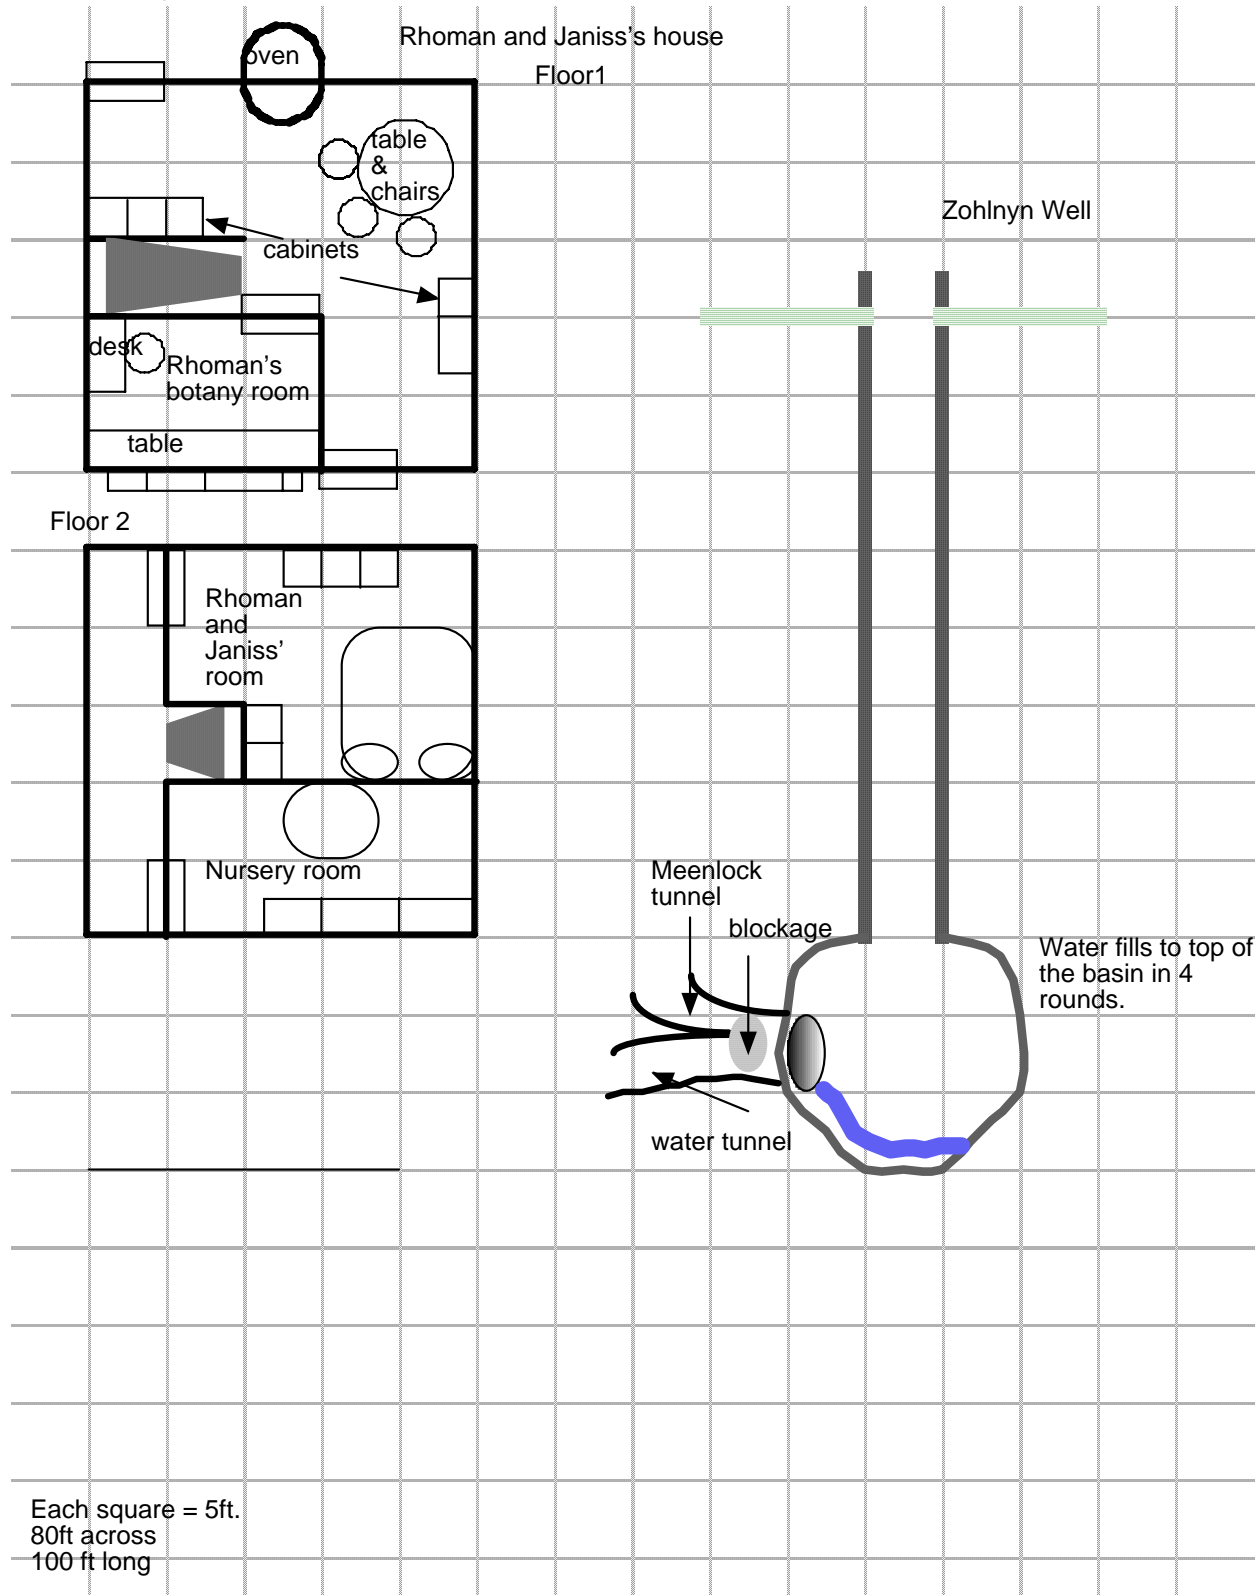 Rhoman and Janiss's house
Floor1
oven
table
&
chairs
cabinets
desk
Rhoman's
botany room
table
Zohlnyn Well
Floor 2
Rhoman
and
Janiss'
room
Nursery room
Meenlock
tunnel
blockage
Water fills to top of
the basin in 4
rounds.
water tunnel
Each square = 5ft.
80ft across
100 ft long